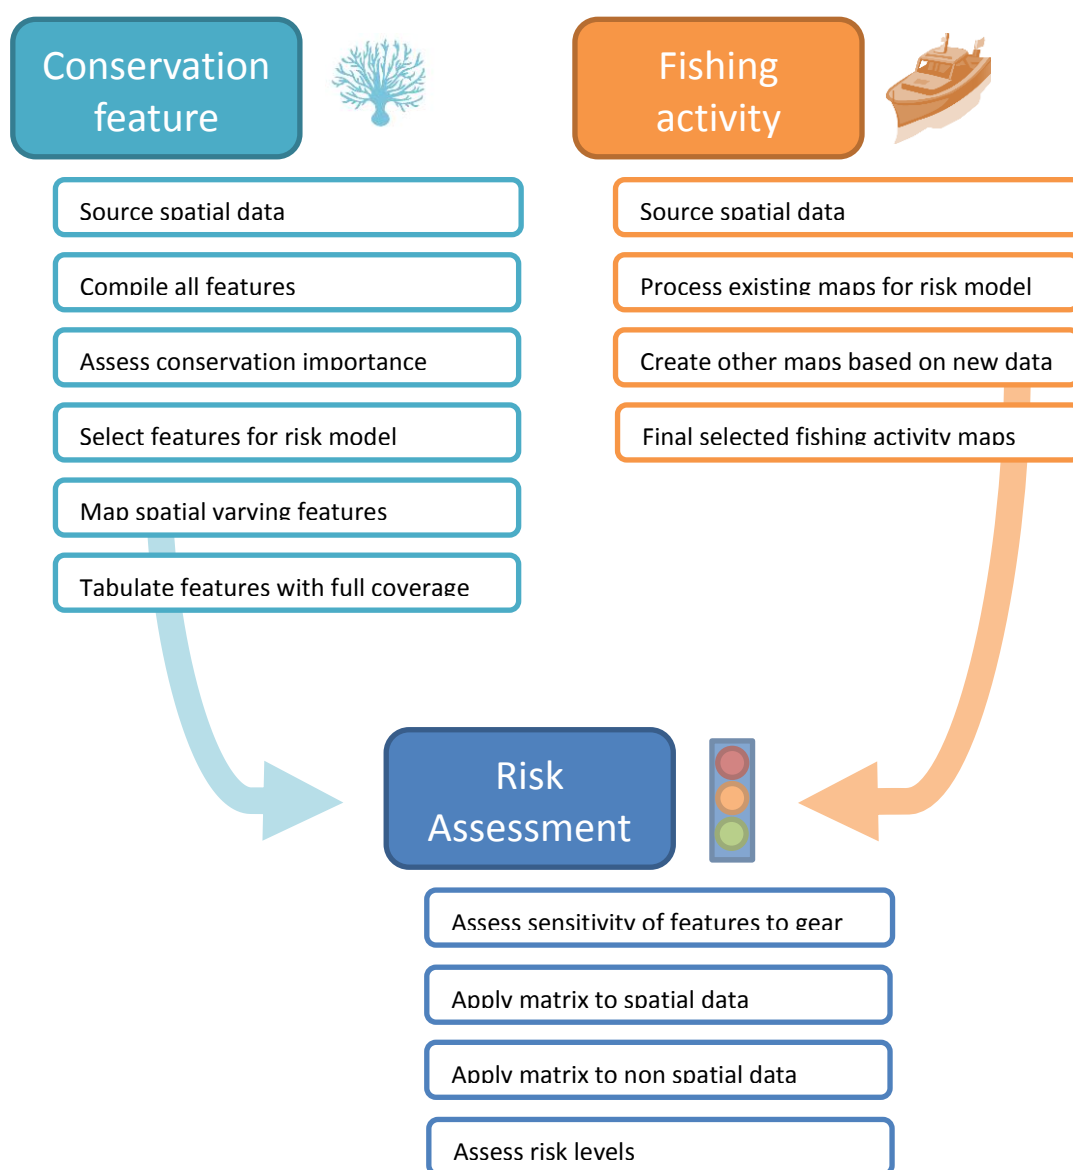 Conservation
feature
Source spatial data
Compile all features
Assess conservation importance
Select features for risk model
Map spatial varying features
Tabulate features with full coverage
Fishing
activity
Source spatial data
Process existing maps for risk model
Create other maps based on new data
Final selected fishing activity maps
Risk
Assessment
Assess sensitivity of features to gear
Apply matrix to spatial data
Apply matrix to non spatial data
Assess risk levels